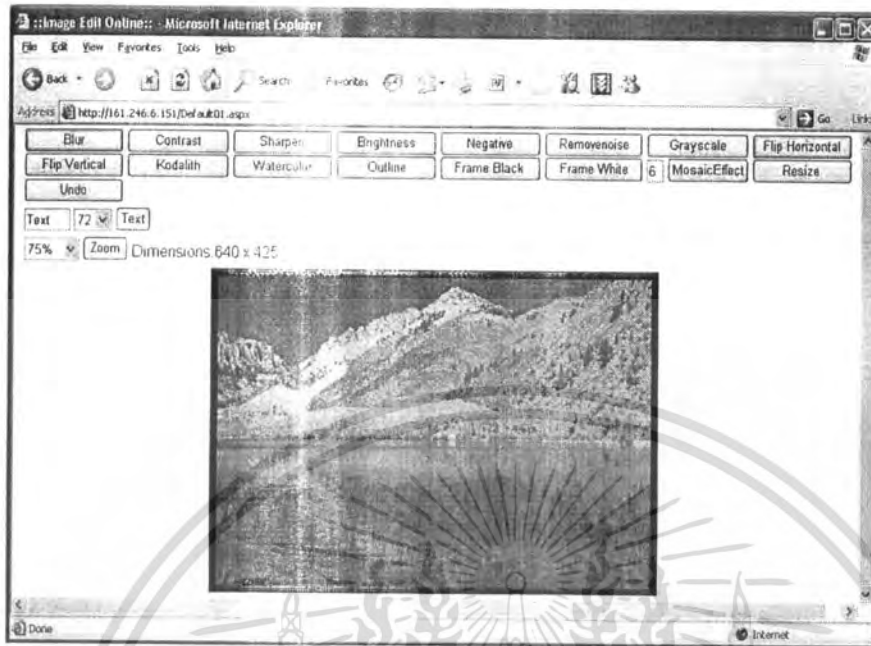 ::Image Edit Online:: - Microsoft Internet Explorer
File Edit View Favorites Tools Help
Back Search Favorites
Address http://161.246.6.151/Default01.aspx Go Links
Blur Contrast Sharpen Brightness Negative Removenoise Grayscale Flip Horizontal
Flip Vertical Kodalith Watercolor Outline Frame Black Frame White 6 MosaicEffect Resize
Undo
Text 72 Text
75% Zoom Dimensions:640 x 425
Done Internet